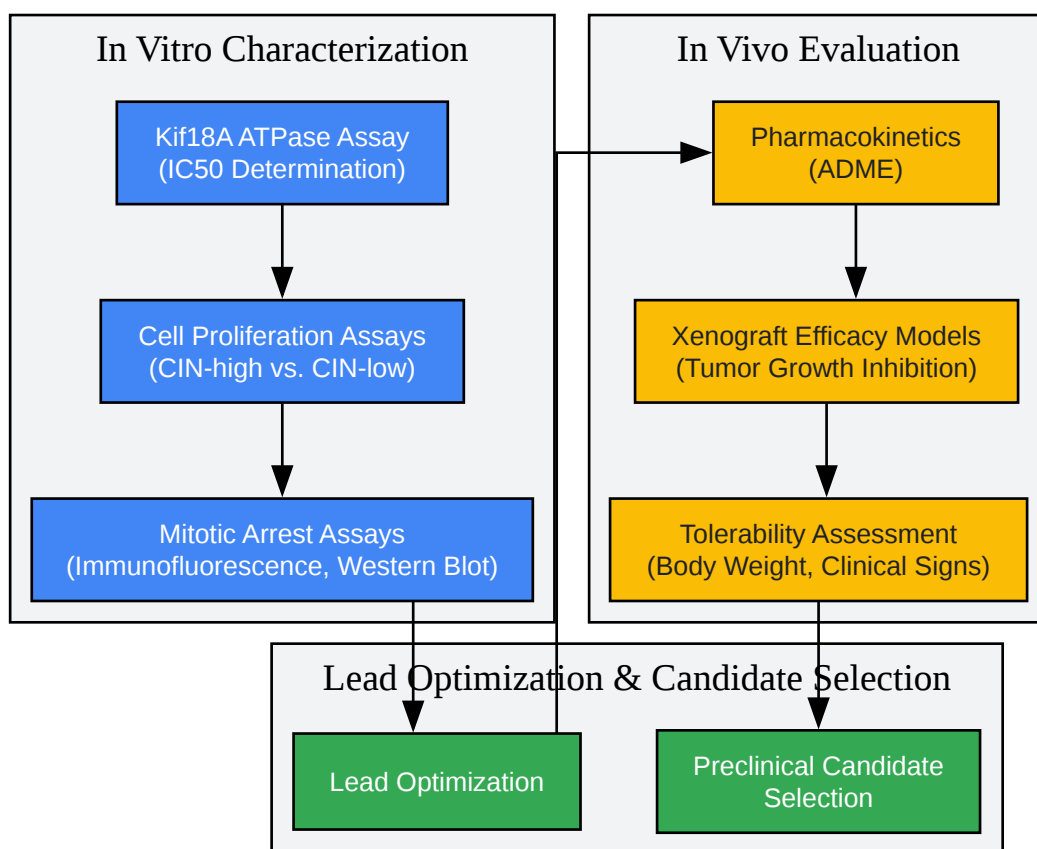 In Vitro Characterization
Kif18A ATPase Assay
(IC50 Determination)
Cell Proliferation Assays
(CIN-high vs. CIN-low)
Mitotic Arrest Assays
(Immunofluorescence, Western Blot)
In Vivo Evaluation
Pharmacokinetics
(ADME)
Xenograft Efficacy Models
(Tumor Growth Inhibition)
Tolerability Assessment
(Body Weight, Clinical Signs)
Lead Optimization & Candidate Selection
Lead Optimization
Preclinical Candidate
Selection